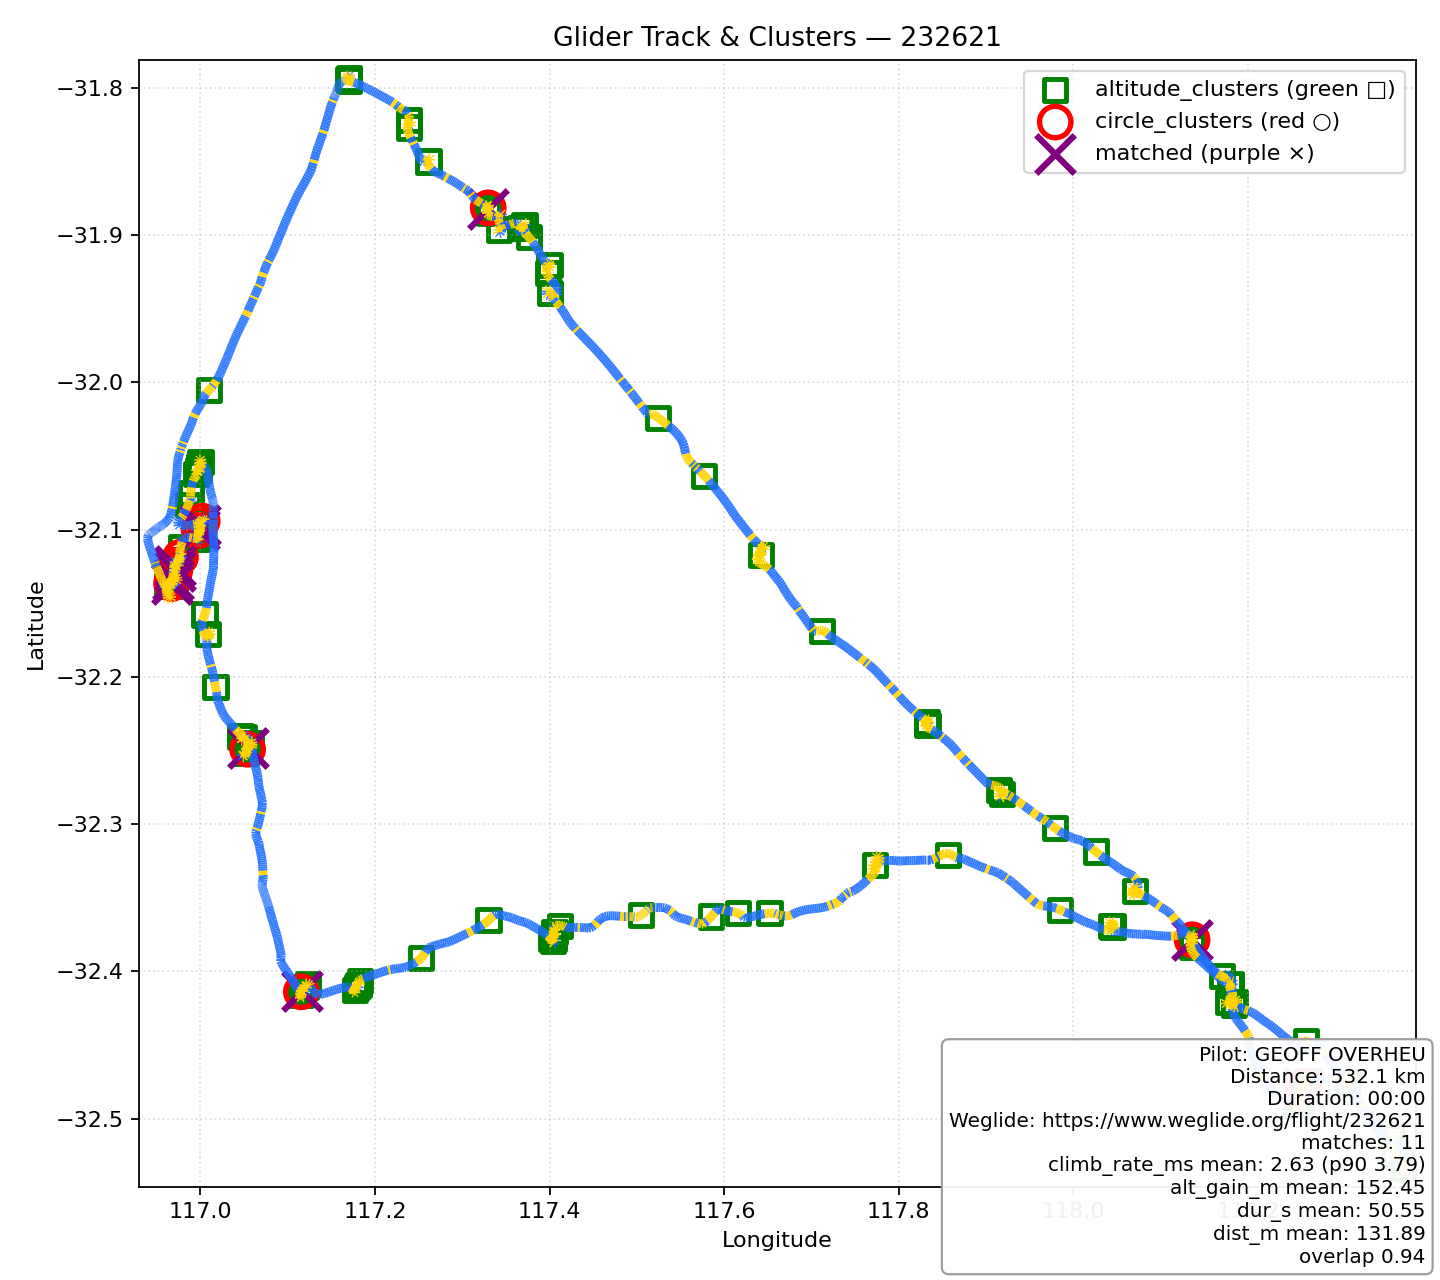 Glider Track & Clusters — 232621
altitude_clusters (green □)
circle_clusters (red ○)
matched (purple ×)
Latitude
−31.8
−31.9
−32.0
−32.1
−32.2
−32.3
−32.4
−32.5
117.0
117.2
117.4
117.6
117.8
118.0
Longitude
Pilot: GEOFF OVERHEU
Distance: 532.1 km
Duration: 00:00
Weglide: https://www.weglide.org/flight/232621
matches: 11
climb_rate_ms mean: 2.63 (p90 3.79)
alt_gain_m mean: 152.45
dur_s mean: 50.55
dist_m mean: 131.89
overlap 0.94